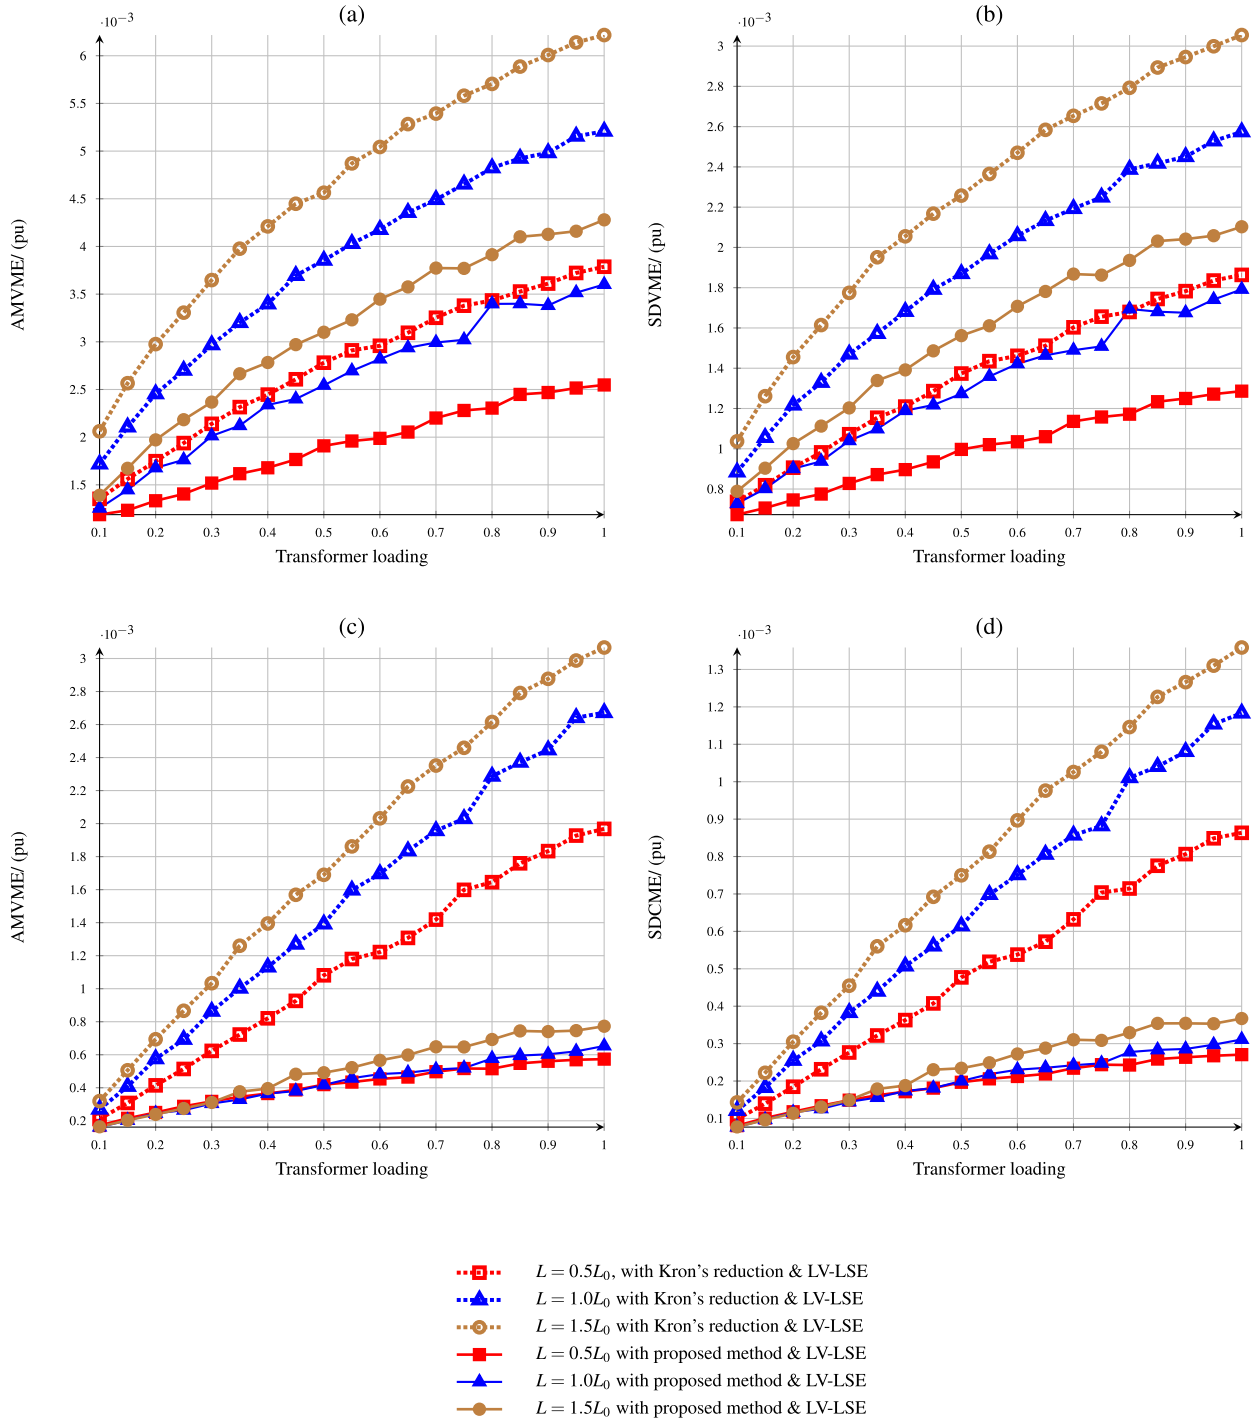 (a)
·10−3
6
5.5
5
4.5
4
3.5
3
2.5
2
1.5
AMVME/ (pu)
0.1 0.2 0.3 0.4 0.5 0.6 0.7 0.8 0.9 1
Transformer loading
(b)
·10−3
3
2.8
2.6
2.4
2.2
2
1.8
1.6
1.4
1.2
1
0.8
SDVME/ (pu)
0.1 0.2 0.3 0.4 0.5 0.6 0.7 0.8 0.9 1
Transformer loading
(c)
·10−3
3
2.8
2.6
2.4
2.2
2
1.8
1.6
1.4
1.2
1
0.8
0.6
0.4
0.2
AMVME/ (pu)
0.1 0.2 0.3 0.4 0.5 0.6 0.7 0.8 0.9 1
Transformer loading
(d)
·10−3
1.3
1.2
1.1
1
0.9
0.8
0.7
0.6
0.5
0.4
0.3
0.2
0.1
SDCME/ (pu)
0.1 0.2 0.3 0.4 0.5 0.6 0.7 0.8 0.9 1
Transformer loading
L = 0.5L0, with Kron's reduction & LV-LSE
L = 1.0L0 with Kron's reduction & LV-LSE
L = 1.5L0 with Kron's reduction & LV-LSE
L = 0.5L0 with proposed method & LV-LSE
L = 1.0L0 with proposed method & LV-LSE
L = 1.5L0 with proposed method & LV-LSE